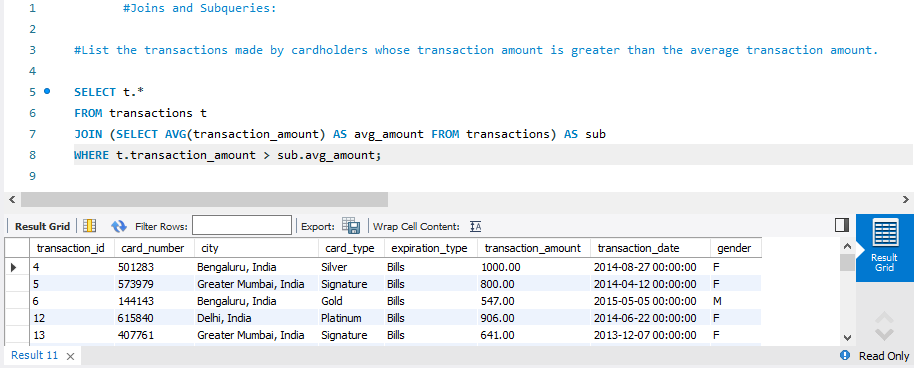 1 #Joins and Subqueries:
2
3 #List the transactions made by cardholders whose transaction amount is greater than the average transaction amount.
4
5 SELECT t.*
6 FROM transactions t
7 JOIN (SELECT AVG(transaction_amount) AS avg_amount FROM transactions) AS sub
8 WHERE t.transaction_amount > sub.avg_amount;
9
Result Grid Filter Rows: Export: Wrap Cell Content:
transaction_id card_number city card_type expiration_type transaction_amount transaction_date gender
4 501283 Bengaluru, India Silver Bills 1000.00 2014-08-27 00:00:00 F
5 573979 Greater Mumbai, India Signature Bills 800.00 2014-04-12 00:00:00 F
6 144143 Bengaluru, India Gold Bills 547.00 2015-05-05 00:00:00 M
12 615840 Delhi, India Platinum Bills 906.00 2014-06-22 00:00:00 F
13 407761 Greater Mumbai, India Signature Bills 641.00 2013-12-07 00:00:00 F
Result
Grid
Result 11 Read Only